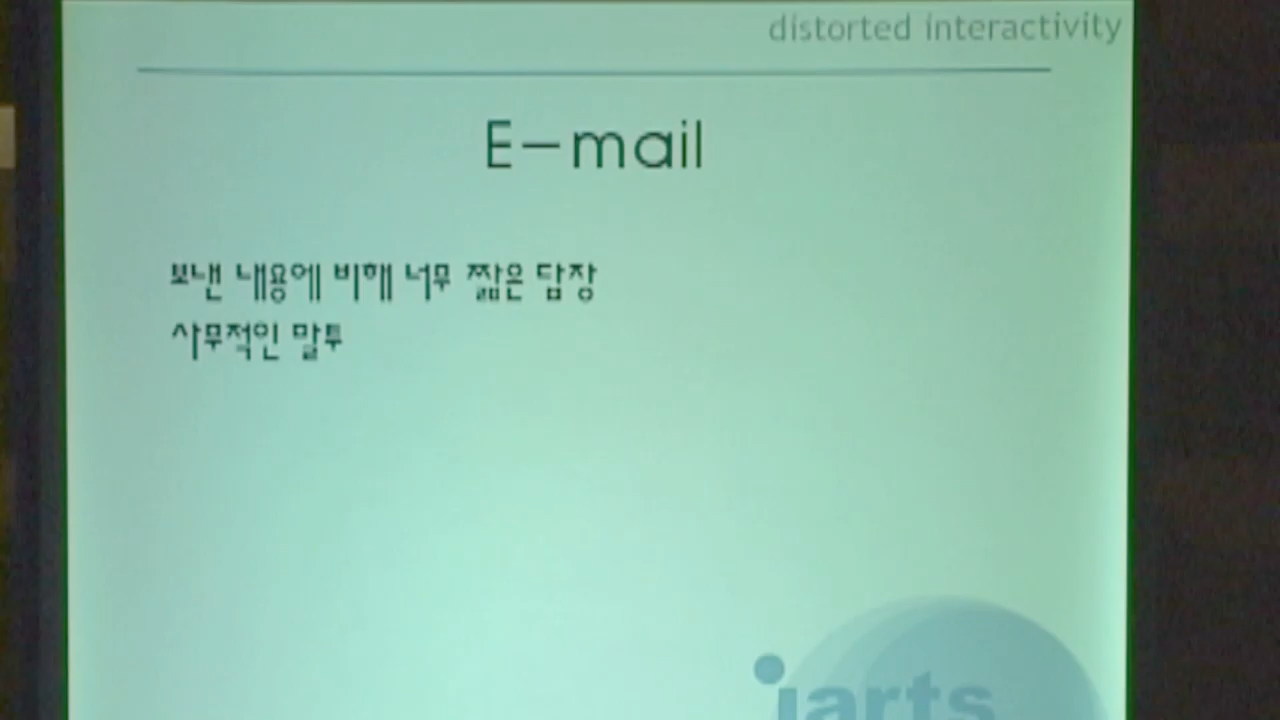 distorted interactivity
E-mail
보낸 내용에 비해 너무 짧은 답장
사무적인 말투
iarts